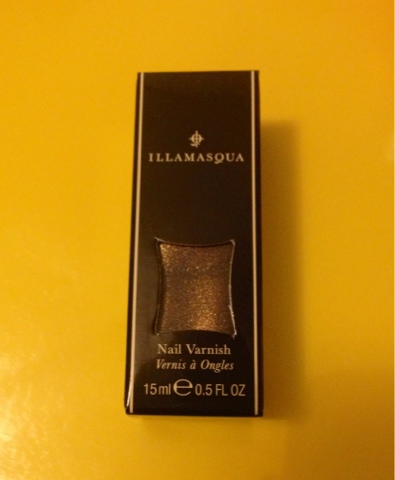 ILLAMASQUA
Nail Varnish
Vernis à Ongles
15ml ℮ 0.5 FL OZ